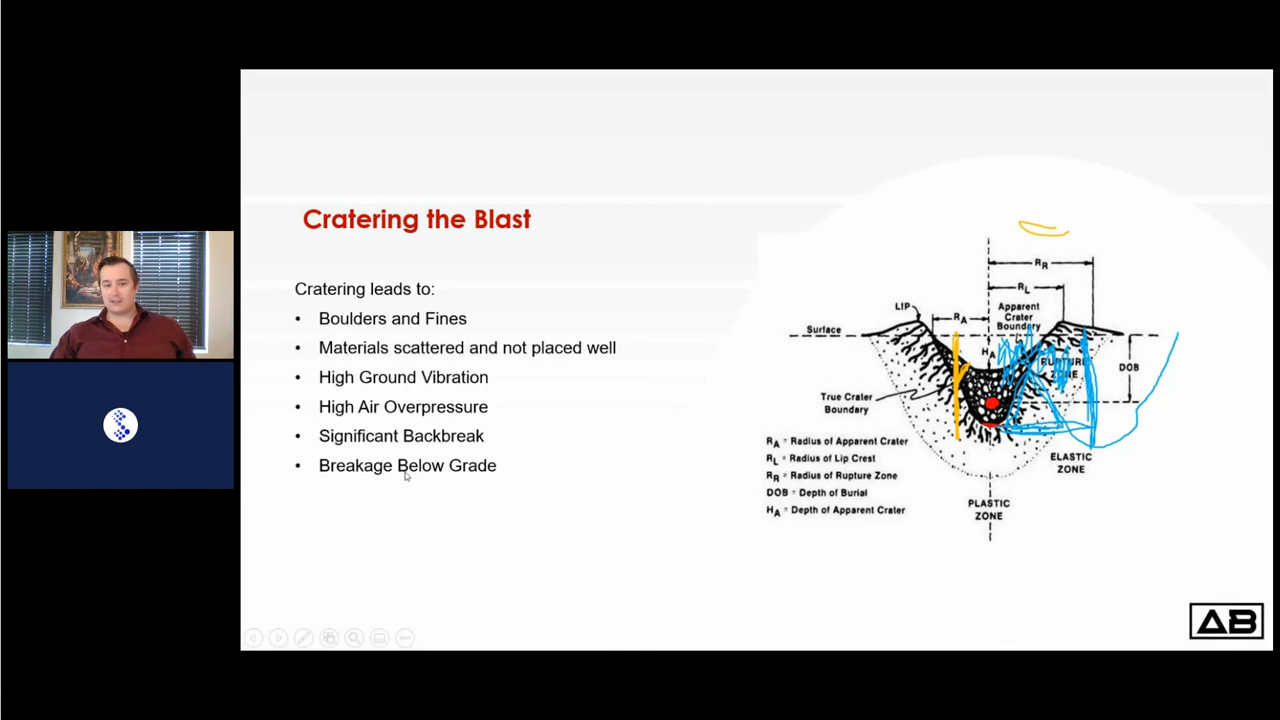 Cratering the Blast
Cratering leads to:
• Boulders and Fines
• Materials scattered and not placed well
• High Ground Vibration
• High Air Overpressure
• Significant Backbreak
• Breakage Below Grade
RR
RL
LIP
RA
Apparent
Crater
Boundary
Surface
HA
RUPTURE
ZONE
DOB
True Crater
Boundary
RA = Radius of Apparent Crater
RL = Radius of Lip Crest
RR = Radius of Rupture Zone
DOB = Depth of Burial
HA = Depth of Apparent Crater
ELASTIC
ZONE
PLASTIC
ZONE
AB